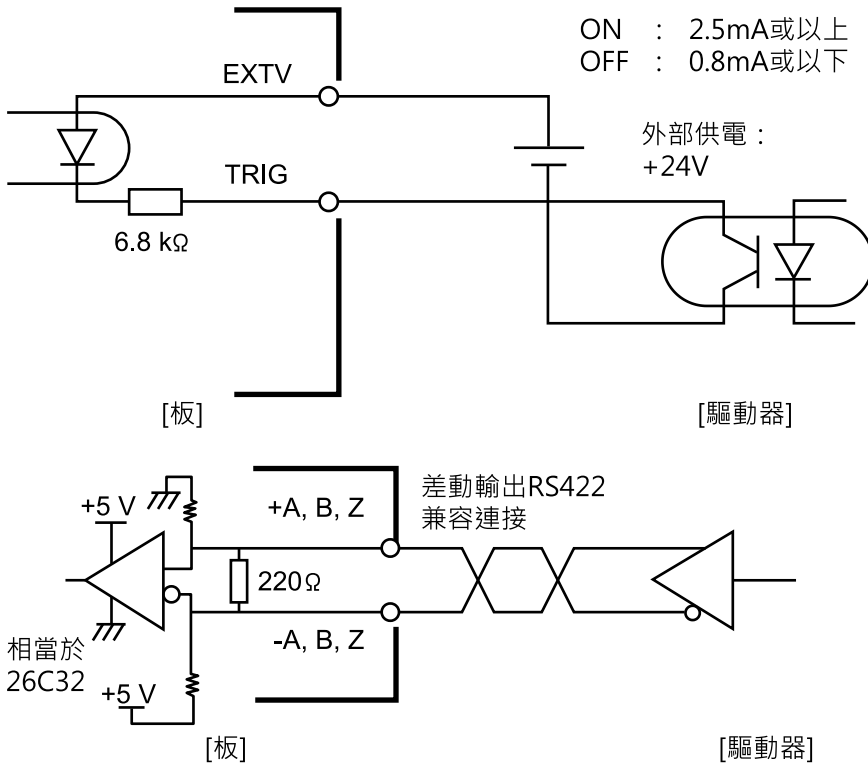 ON : 2.5mA或以上
OFF : 0.8mA或以下
EXTV
外部供電：
+24V
TRIG
6.8 kΩ
[板]
[驅動器]
+5 V
+A, B, Z
差動輸出RS422
兼容連接
220Ω
-A, B, Z
相當於
26C32
+5 V
[板]
[驅動器]